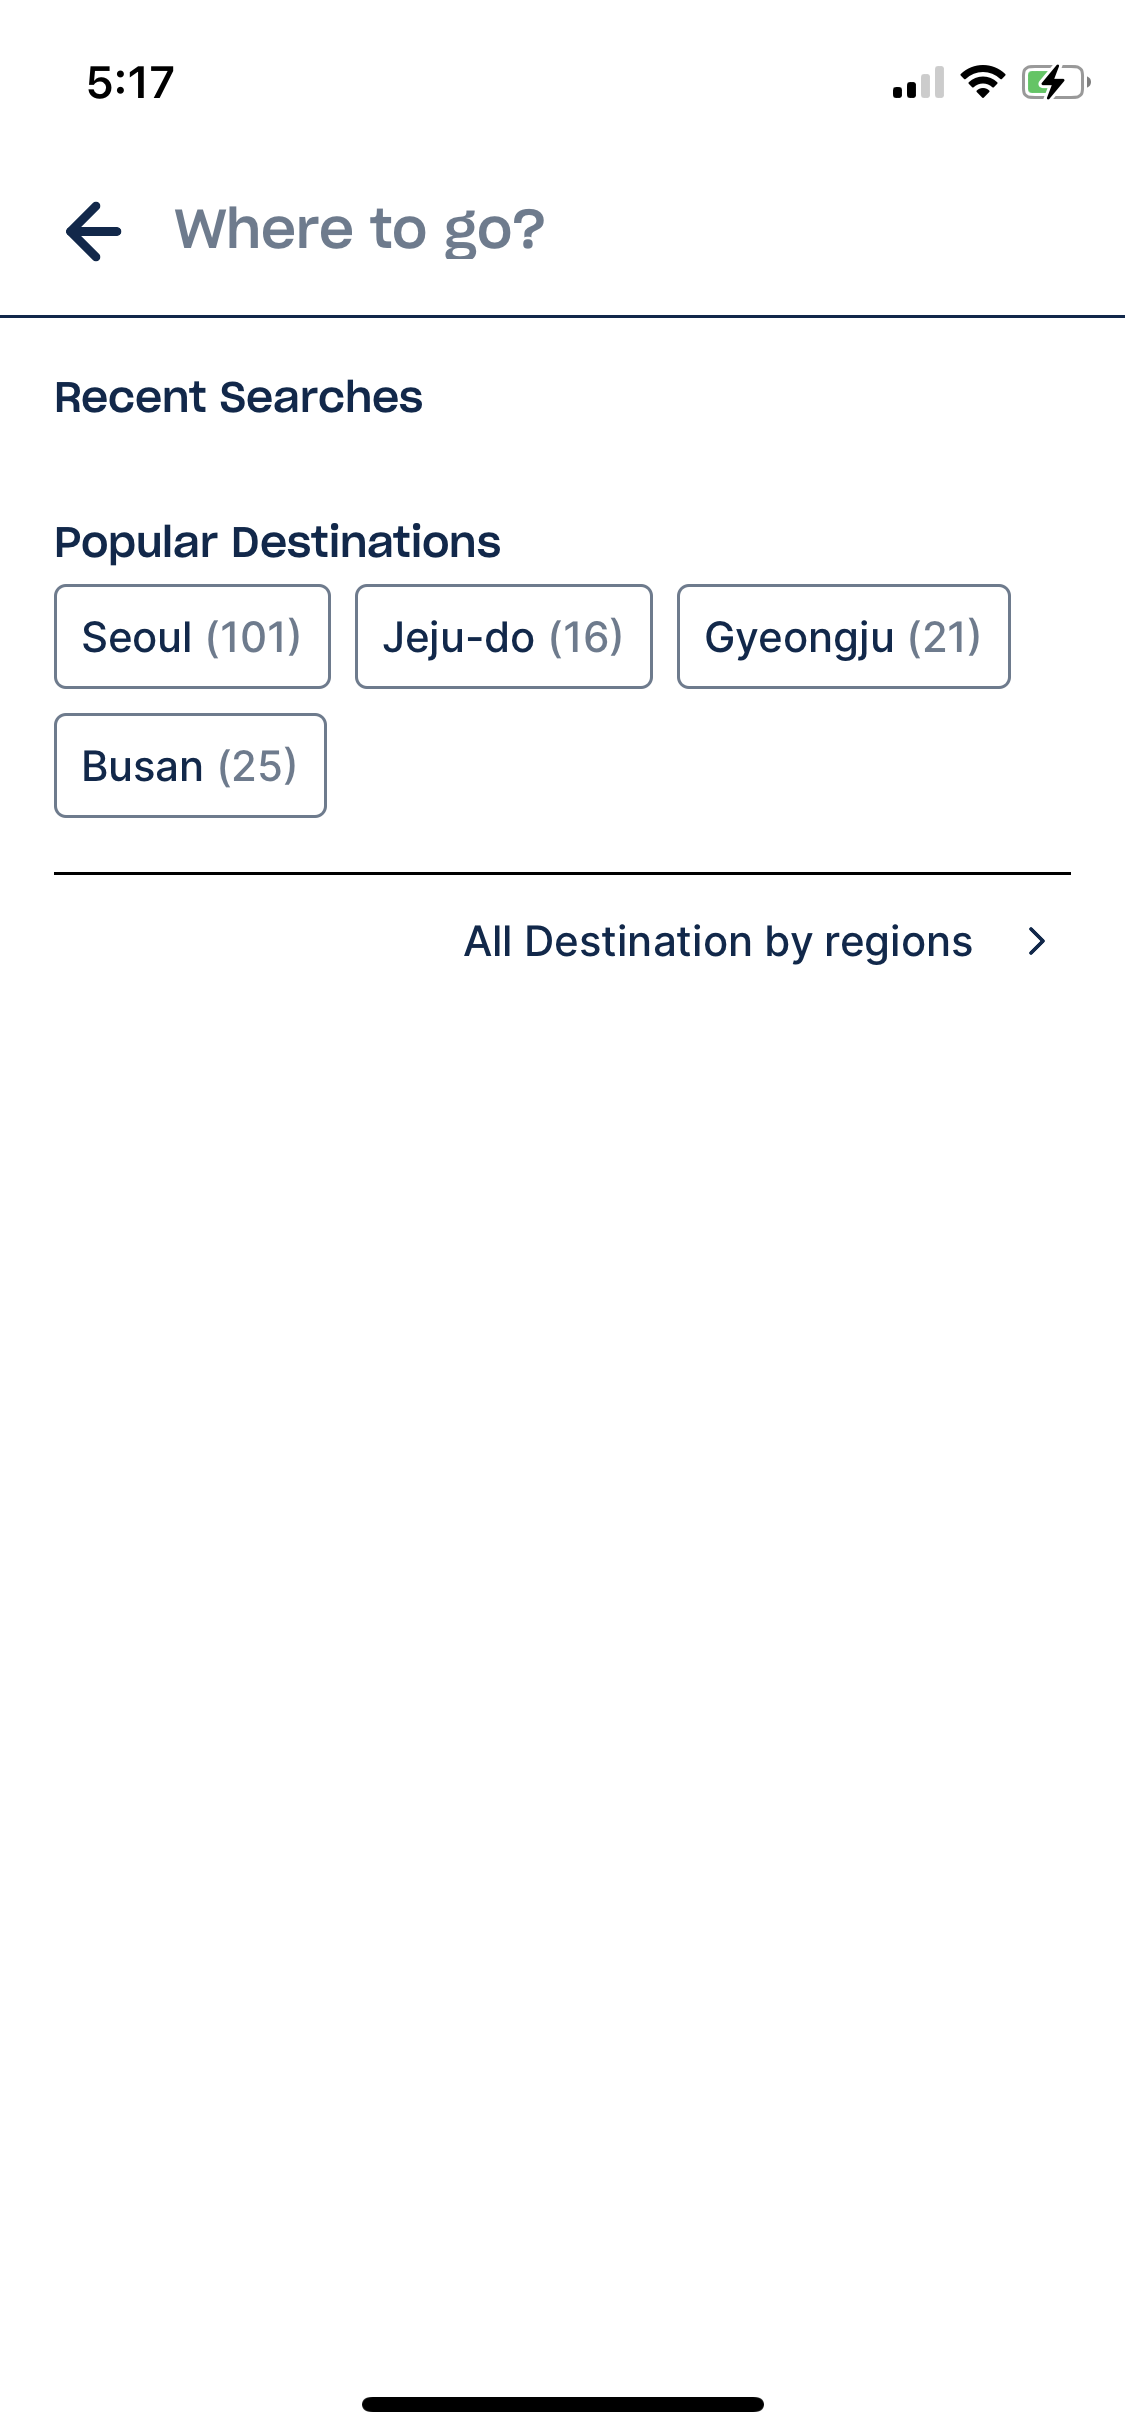 5:17
Where to go?
Recent Searches
Popular Destinations
Seoul (101) Jeju-do (16) Gyeongju (21)
Busan (25)
All Destination by regions